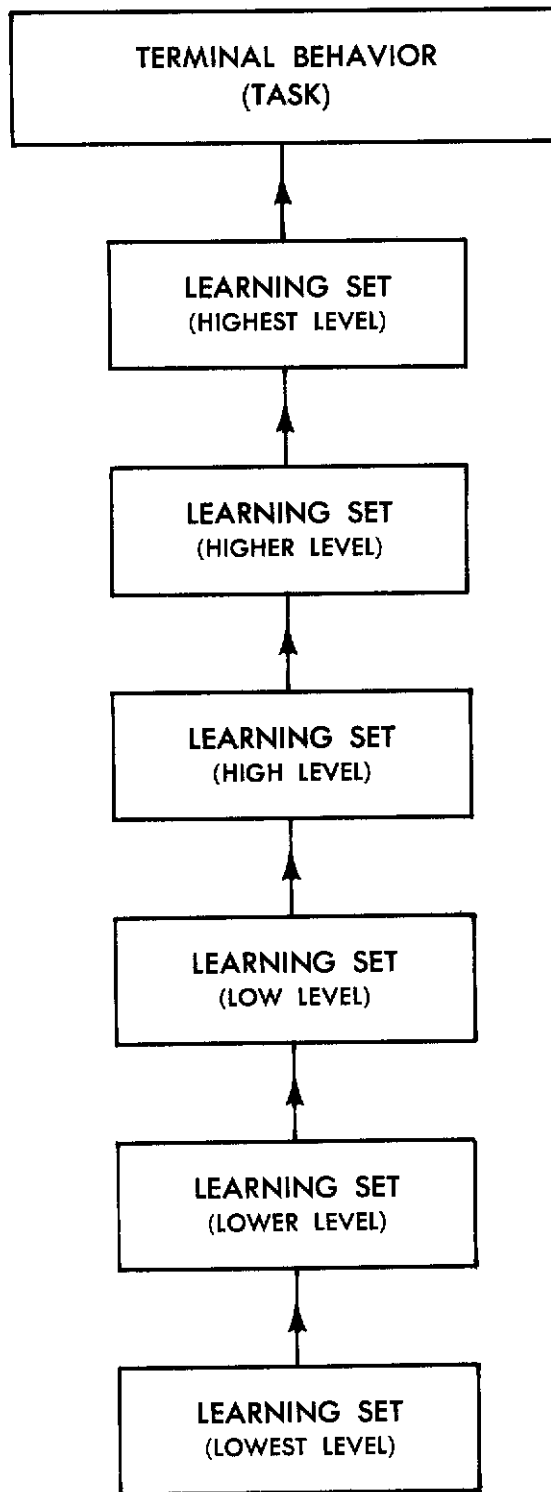 TERMINAL BEHAVIOR
(TASK)
LEARNING SET
(HIGHEST LEVEL)
LEARNING SET
(HIGHER LEVEL)
LEARNING SET
(HIGH LEVEL)
LEARNING SET
(LOW LEVEL)
LEARNING SET
(LOWER LEVEL)
LEARNING SET
(LOWEST LEVEL)